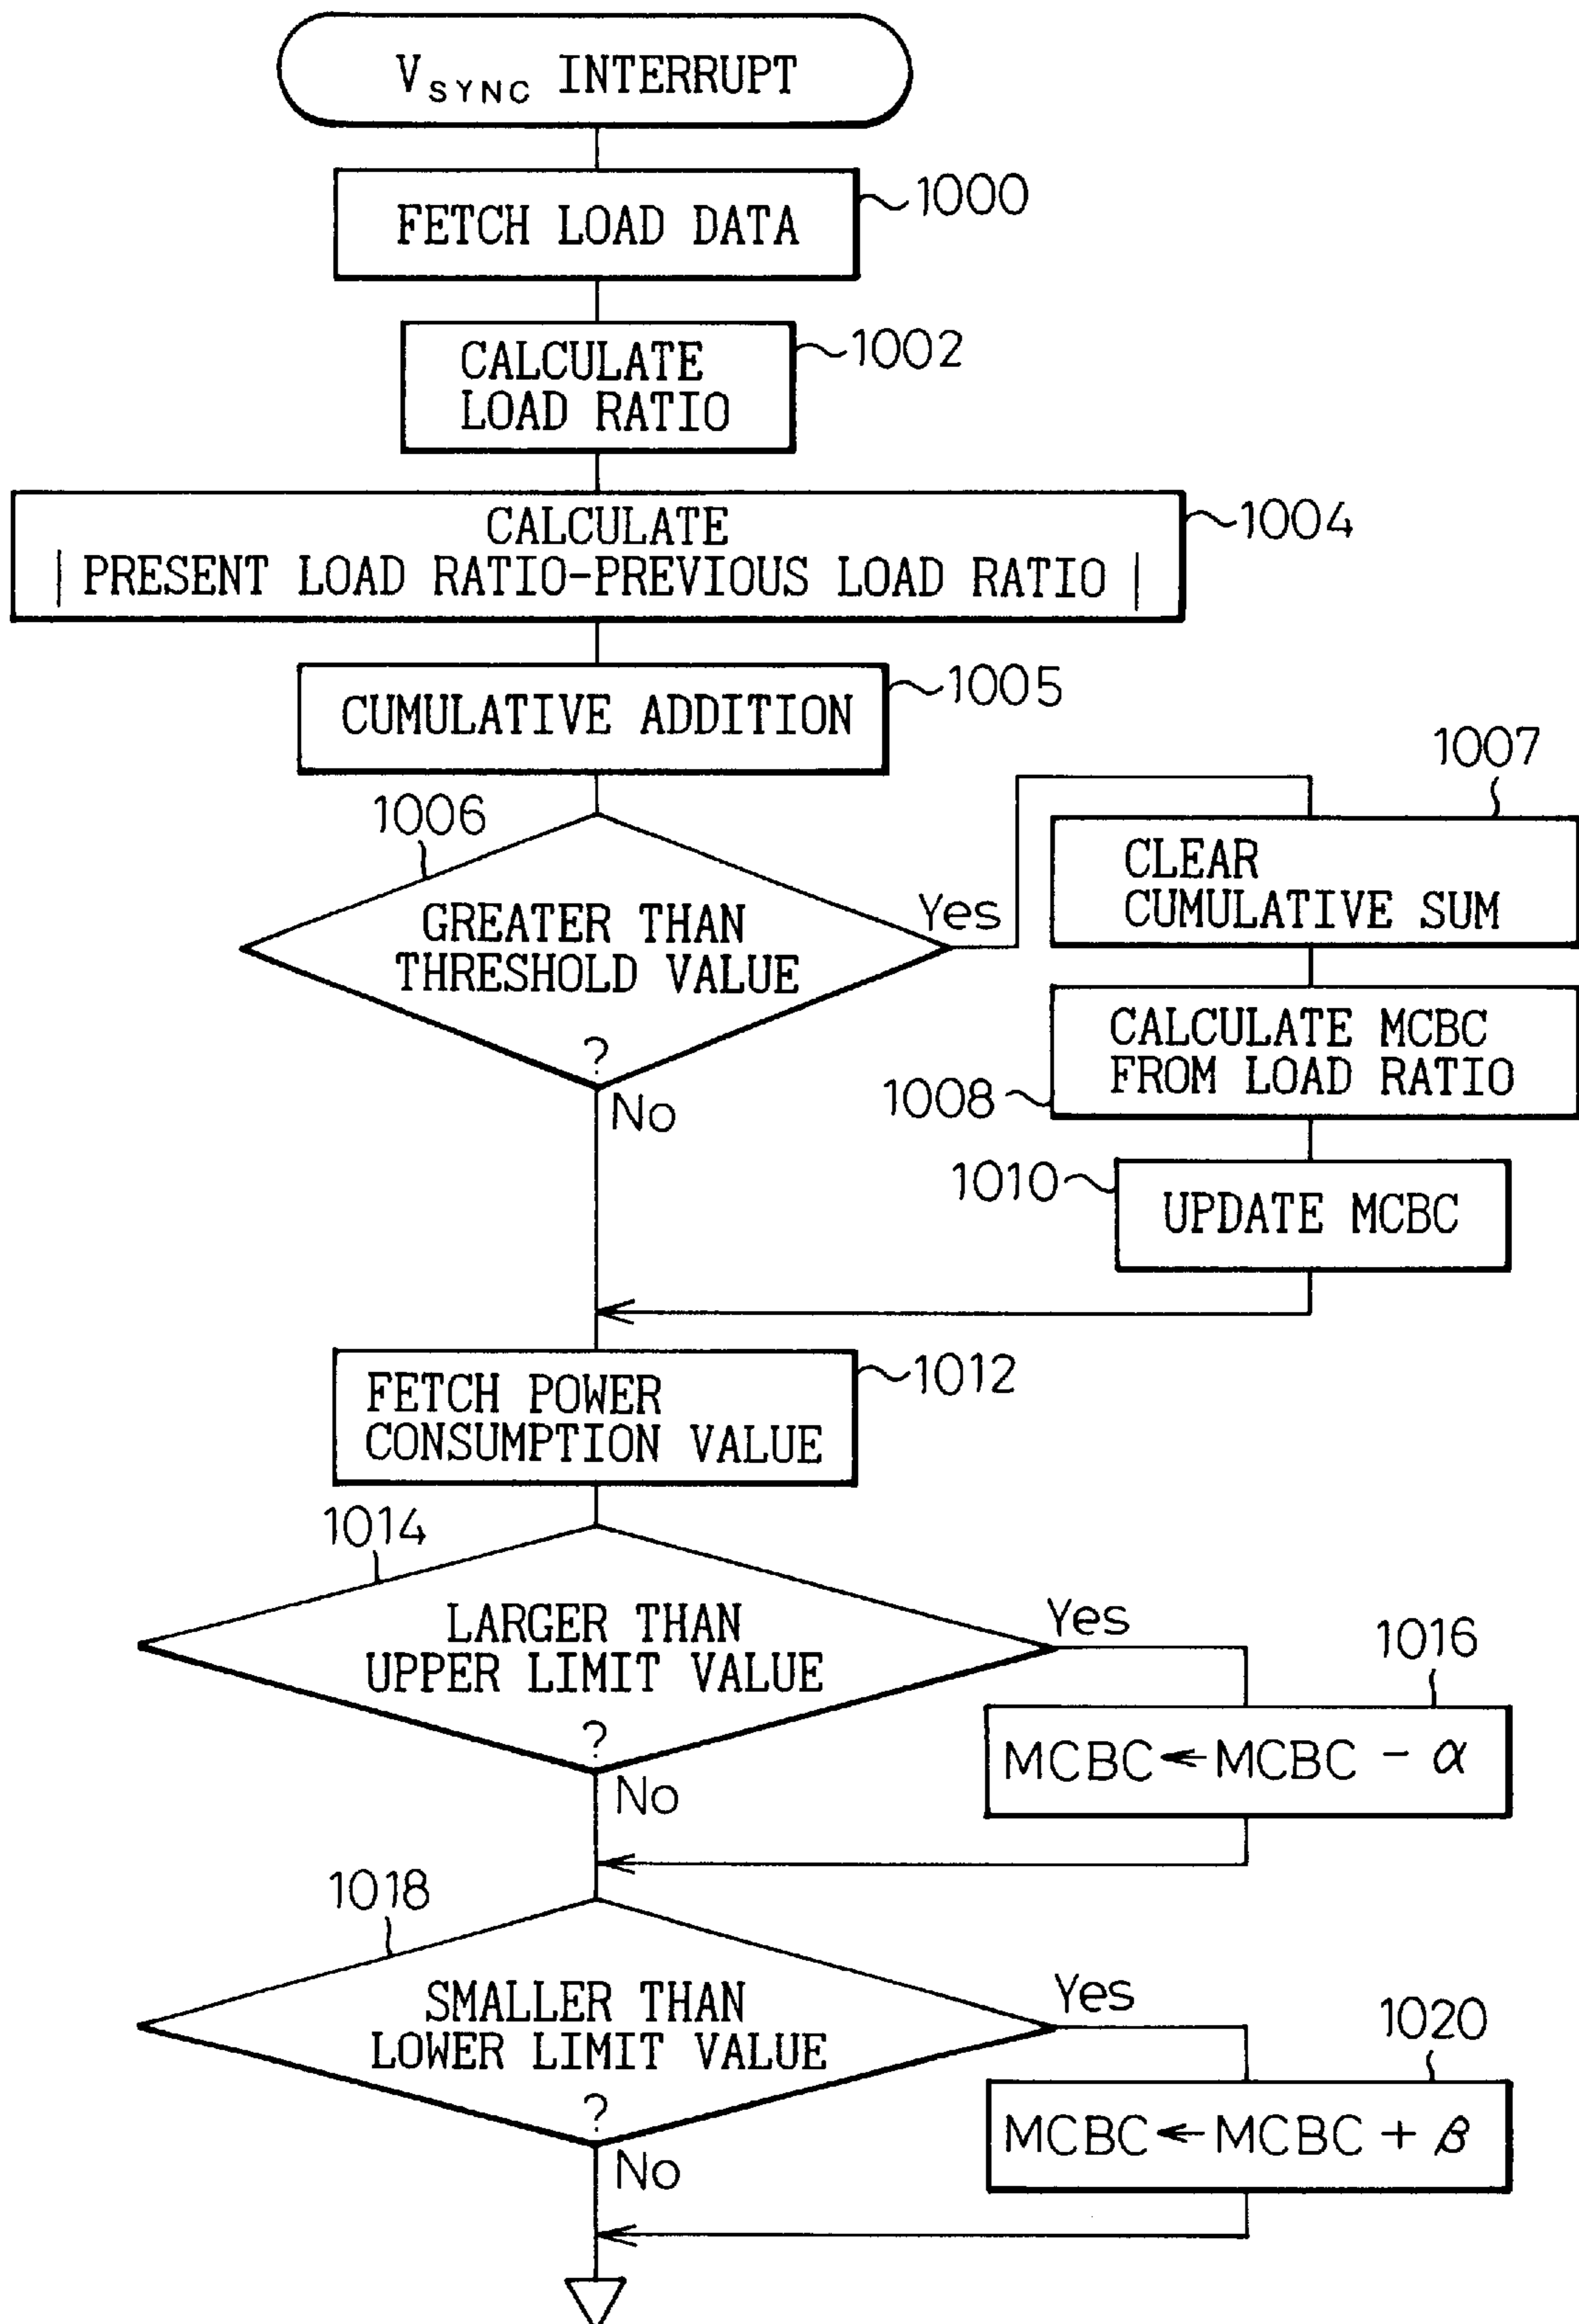 VSYNC INTERRUPT
FETCH LOAD DATA
1000
CALCULATE
LOAD RATIO
1002
CALCULATE
| PRESENT LOAD RATIO-PREVIOUS LOAD RATIO |
1004
CUMULATIVE ADDITION
1005
1006
GREATER THAN
THRESHOLD VALUE
?
Yes
No
1007
CLEAR
CUMULATIVE SUM
CALCULATE MCBC
FROM LOAD RATIO
1008
1010
UPDATE MCBC
FETCH POWER
CONSUMPTION VALUE
1012
1014
LARGER THAN
UPPER LIMIT VALUE
?
Yes
No
1016
MCBC ← MCBC - α
1018
SMALLER THAN
LOWER LIMIT VALUE
?
Yes
No
1020
MCBC ← MCBC + β